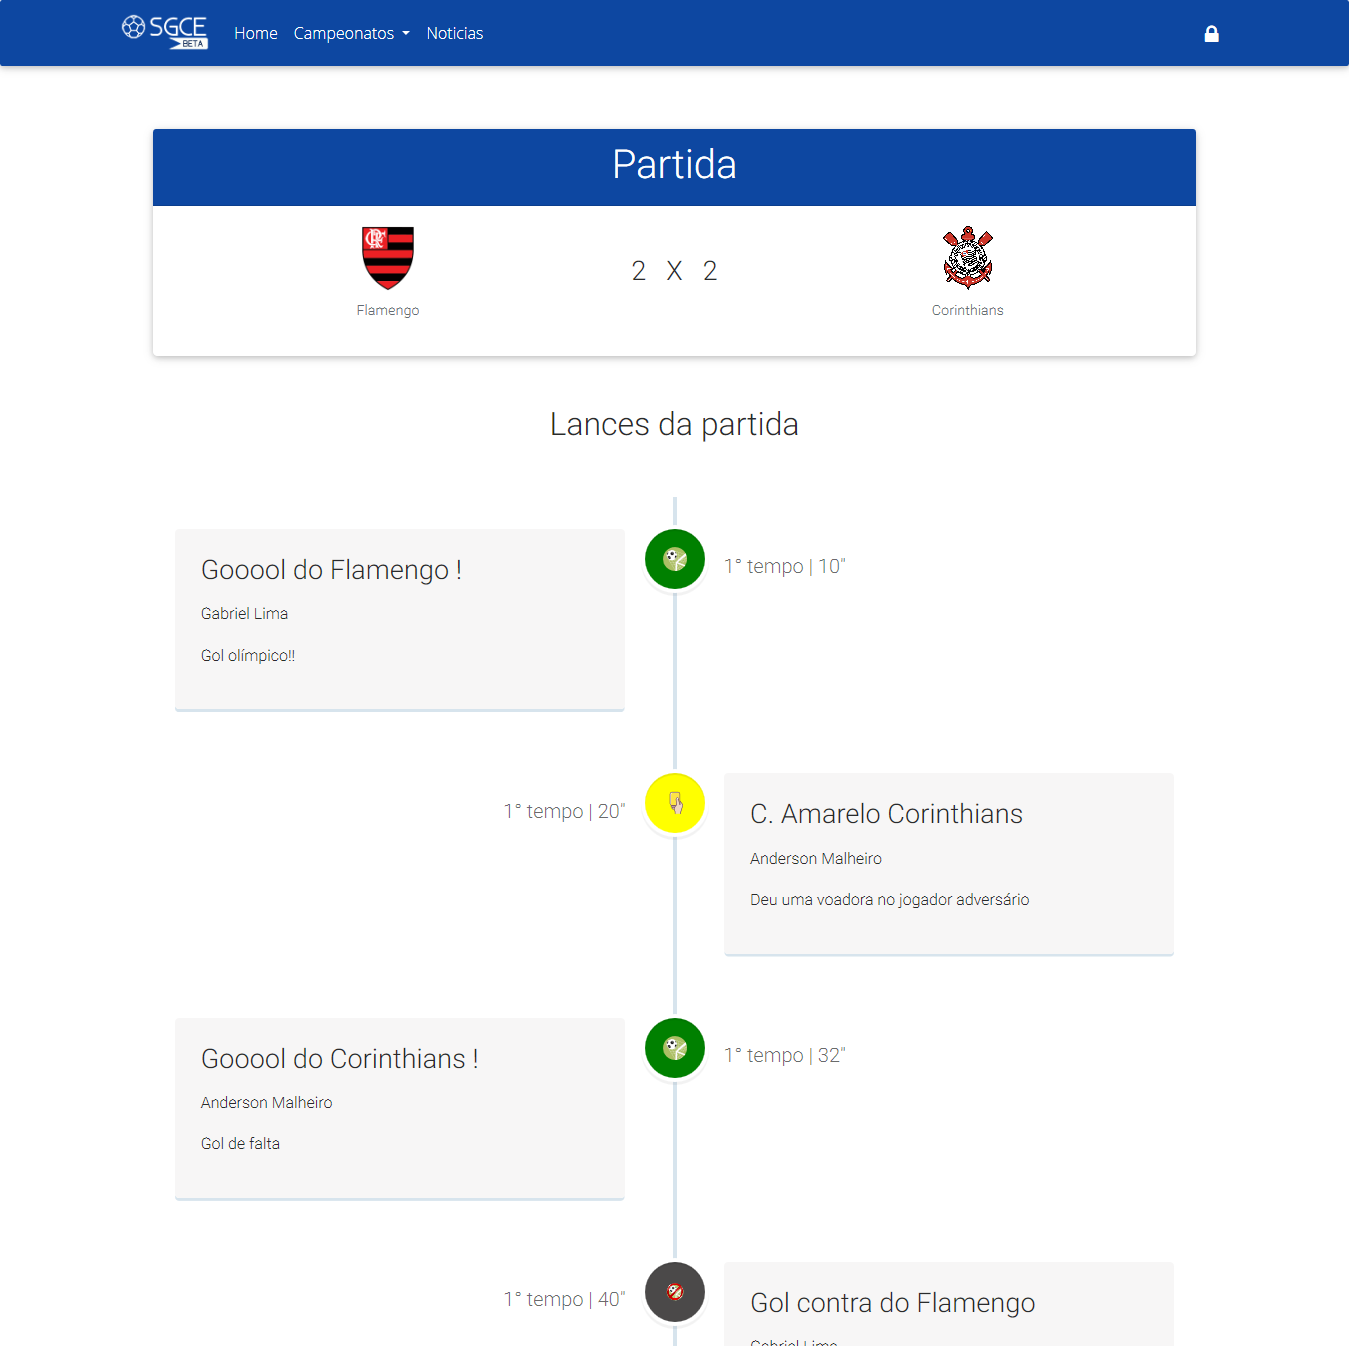 SGCE
BETA
Home
Campeonatos
Noticias
Partida
2 X 2
Flamengo
Corinthians
Lances da partida
Gooool do Flamengo !
Gabriel Lima
Gol olímpico!!
1° tempo | 10"
1° tempo | 20"
C. Amarelo Corinthians
Anderson Malheiro
Deu uma voadora no jogador adversário
Gooool do Corinthians !
Anderson Malheiro
Gol de falta
1° tempo | 32"
1° tempo | 40"
Gol contra do Flamengo
Gabriel Lima